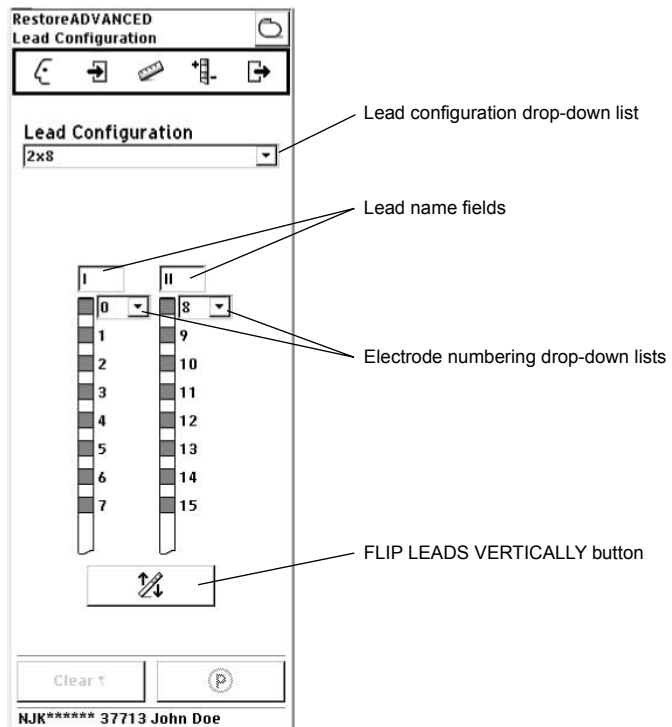 RestoreADVANCED
Lead Configuration
Lead Configuration
2x8
Lead configuration drop-down list
Lead name fields
I II
0 8
1 9
2 10
3 11
4 12
5 13
6 14
7 15
Electrode numbering drop-down lists
FLIP LEADS VERTICALLY button
Clear
P
NJK****** 37713 John Doe